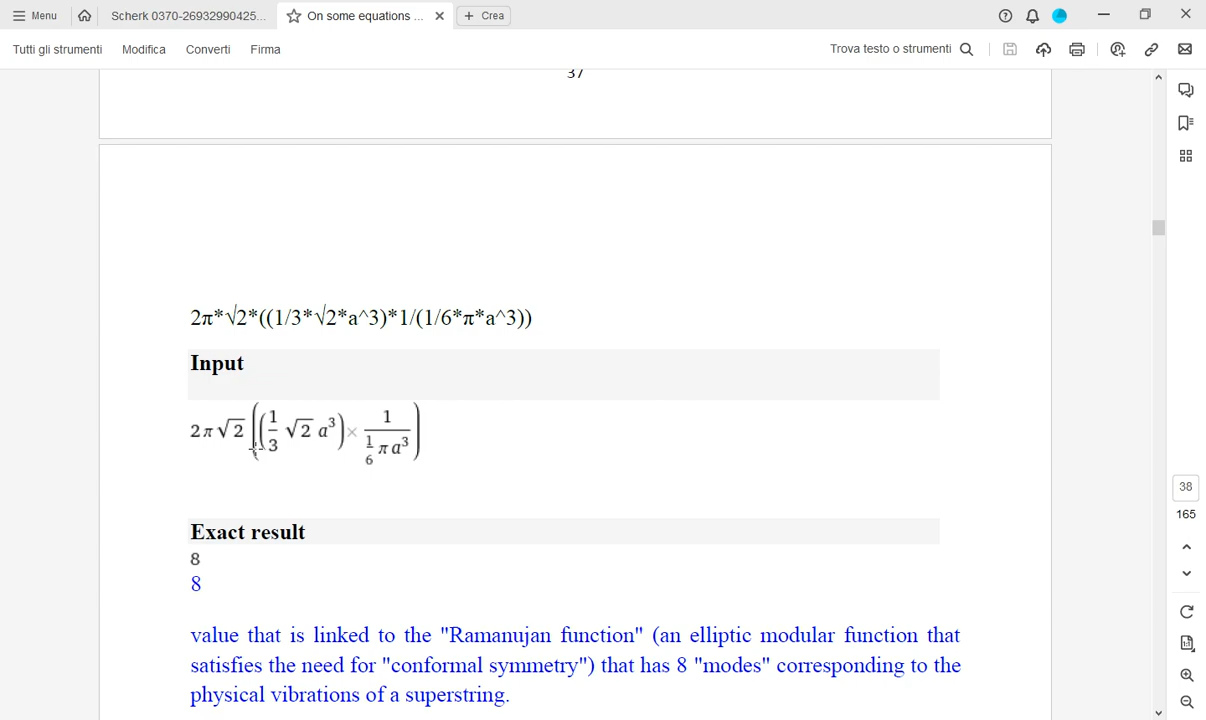 Menu
Scherk 0370-26932990425...
On some equations ...
Crea
Tutti gli strumenti
Modifica
Converti
Firma
Trova testo o strumenti
37
2π*√2*((1/3*√2*a^3)*1/(1/6*π*a^3))
Input
2 π √2 ((1/3 √2 a³) × 1/(1/6 π a³))
Exact result
8
8
value that is linked to the "Ramanujan function" (an elliptic modular function that
satisfies the need for "conformal symmetry") that has 8 "modes" corresponding to the
physical vibrations of a superstring.
38
165